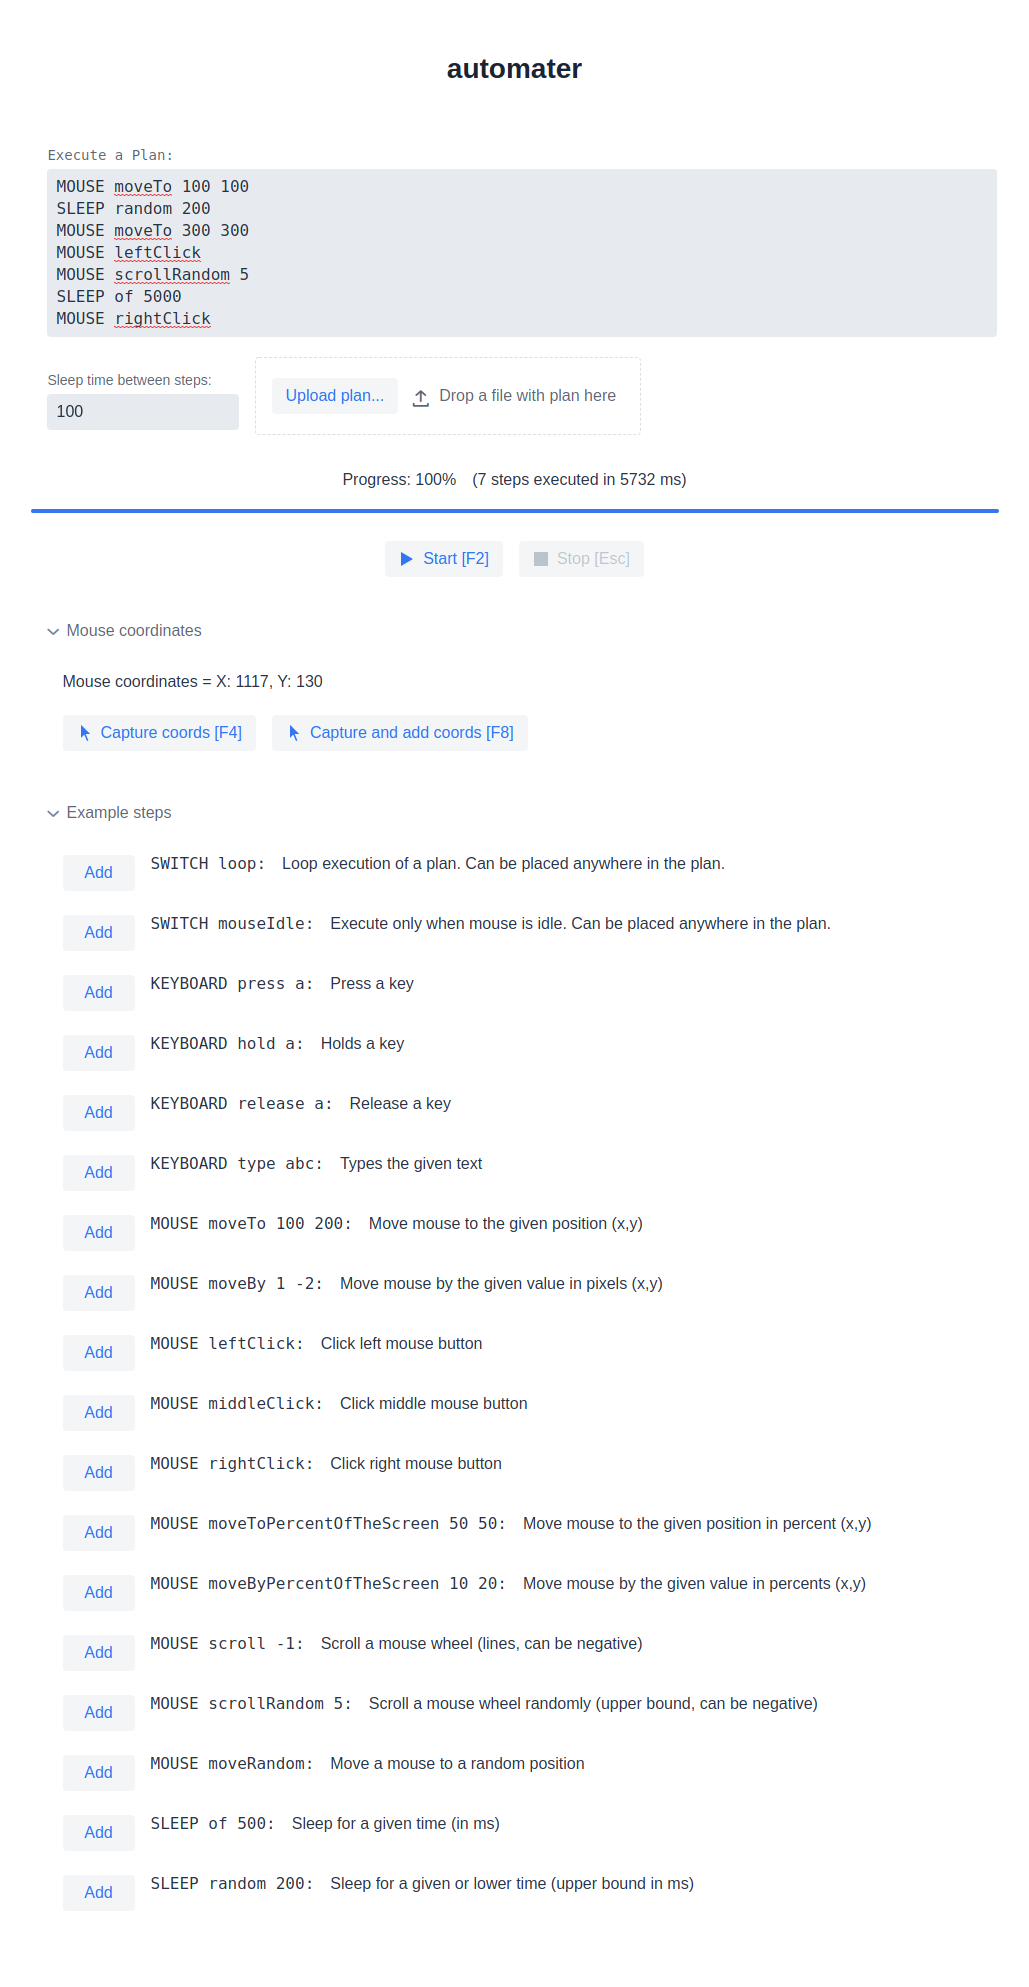 automater
Execute a Plan:
MOUSE moveTo 100 100
SLEEP random 200
MOUSE moveTo 300 300
MOUSE leftClick
MOUSE scrollRandom 5
SLEEP of 5000
MOUSE rightClick
Sleep time between steps:
100
Upload plan... Drop a file with plan here
Progress: 100% (7 steps executed in 5732 ms)
Start [F2] Stop [Esc]
Mouse coordinates
Mouse coordinates = X: 1117, Y: 130
Capture coords [F4] Capture and add coords [F8]
Example steps
Add SWITCH loop: Loop execution of a plan. Can be placed anywhere in the plan.
Add SWITCH mouseIdle: Execute only when mouse is idle. Can be placed anywhere in the plan.
Add KEYBOARD press a: Press a key
Add KEYBOARD hold a: Holds a key
Add KEYBOARD release a: Release a key
Add KEYBOARD type abc: Types the given text
Add MOUSE moveTo 100 200: Move mouse to the given position (x,y)
Add MOUSE moveBy 1 -2: Move mouse by the given value in pixels (x,y)
Add MOUSE leftClick: Click left mouse button
Add MOUSE middleClick: Click middle mouse button
Add MOUSE rightClick: Click right mouse button
Add MOUSE moveToPercentOfTheScreen 50 50: Move mouse to the given position in percent (x,y)
Add MOUSE moveByPercentOfTheScreen 10 20: Move mouse by the given value in percents (x,y)
Add MOUSE scroll -1: Scroll a mouse wheel (lines, can be negative)
Add MOUSE scrollRandom 5: Scroll a mouse wheel randomly (upper bound, can be negative)
Add MOUSE moveRandom: Move a mouse to a random position
Add SLEEP of 500: Sleep for a given time (in ms)
Add SLEEP random 200: Sleep for a given or lower time (upper bound in ms)